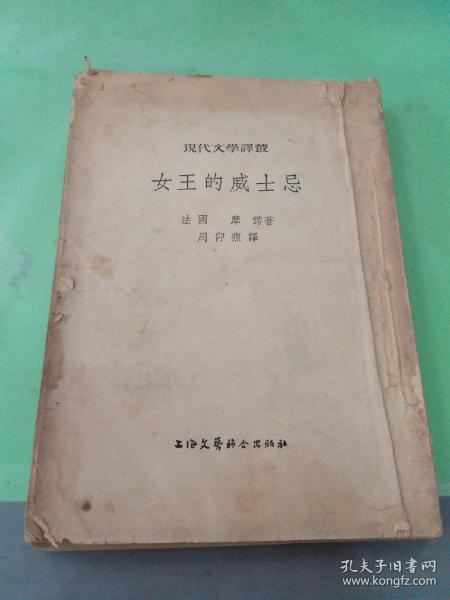 現代文學譯叢
女王的威士忌
法國 摩諾著
周仰煦譯
上海文藝聯合出版社
孔夫子旧书网
www.kongfz.com